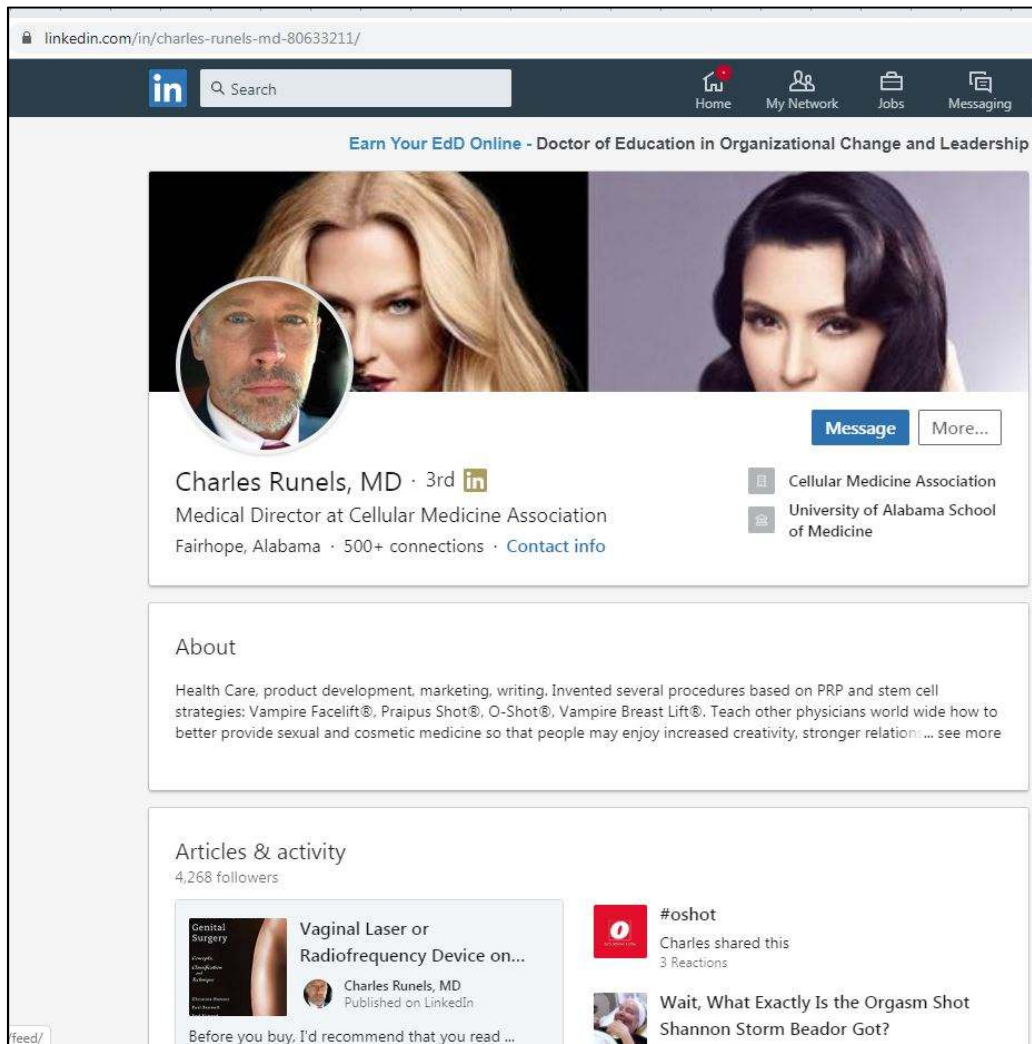 linkedin.com/in/charles-runels-md-80633211/
in
Search
Home
My Network
Jobs
Messaging
Earn Your EdD Online - Doctor of Education in Organizational Change and Leadership
Message
More...
Charles Runels, MD · 3rd in
Medical Director at Cellular Medicine Association
Fairhope, Alabama · 500+ connections · Contact info
Cellular Medicine Association
University of Alabama School
of Medicine
About
Health Care, product development, marketing, writing. Invented several procedures based on PRP and stem cell
strategies: Vampire Facelift®, Praipus Shot®, O-Shot®, Vampire Breast Lift®. Teach other physicians world wide how to
better provide sexual and cosmetic medicine so that people may enjoy increased creativity, stronger relation... see more
Articles & activity
4,268 followers
Genital
Surgery
Concepts,
Classification
and
Technique
Vaginal Laser or
Radiofrequency Device on...
Charles Runels, MD
Published on LinkedIn
Before you buy, I'd recommend that you read ...
O
#oshot
Charles shared this
3 Reactions
Wait, What Exactly Is the Orgasm Shot
Shannon Storm Beador Got?
/feed/